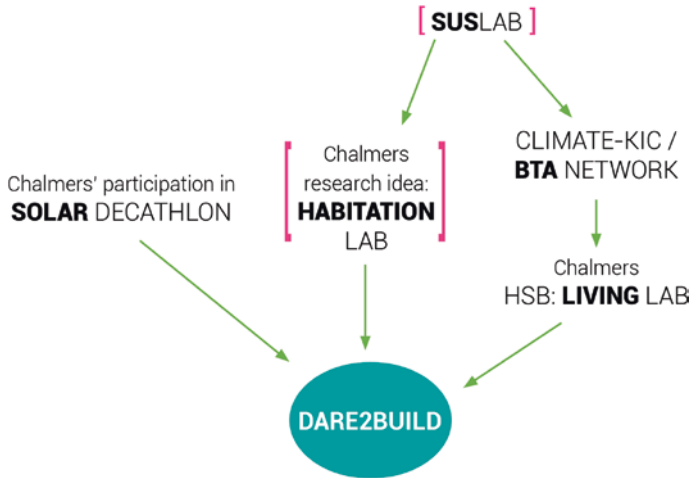 [ SUSLAB ]
Chalmers' participation in
SOLAR DECATHLON
Chalmers
research idea:
HABITATION
LAB
CLIMATE-KIC /
BTA NETWORK
Chalmers
HSB: LIVING LAB
DARE2BUILD